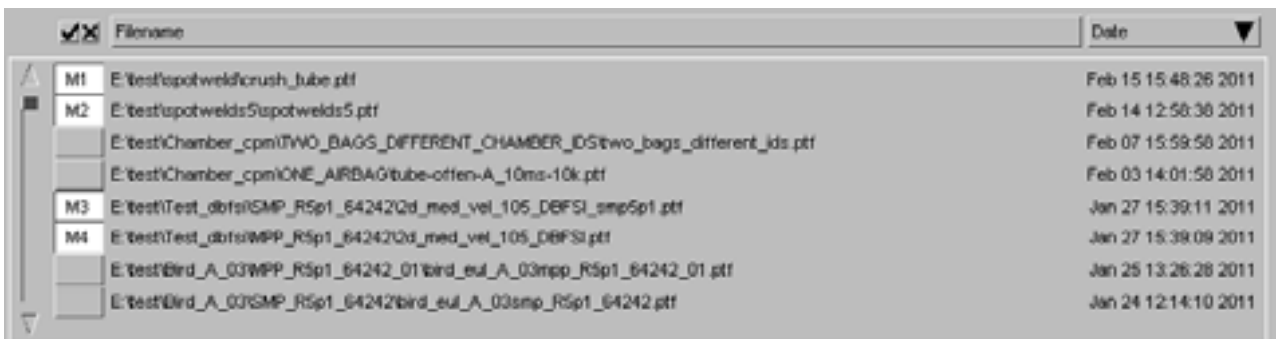 Filename Date
M1 E:\test\spotweld\crush_tube.ptf Feb 15 15:48:26 2011
M2 E:\test\spotwelds5\spotwelds5.ptf Feb 14 12:58:38 2011
E:\test\Chamber_cpm\TWO_BAGS_DIFFERENT_CHAMBER_IDS\two_bags_different_ids.ptf Feb 07 15:59:58 2011
E:\test\Chamber_cpm\ONE_AIRBAG\tube-offen-A_10ms-10k.ptf Feb 03 14:01:58 2011
M3 E:\test\Test_dbfsi\SMP_R5p1_64242\2d_med_vel_105_DBFSI_smp5p1.ptf Jan 27 15:39:11 2011
M4 E:\test\Test_dbfsi\MPP_R5p1_64242\2d_med_vel_105_DBFSI.ptf Jan 27 15:39:09 2011
E:\test\Bird_A_03\MPP_R5p1_64242_01\bird_eul_A_03mpp_R5p1_64242_01.ptf Jan 25 13:26:28 2011
E:\test\Bird_A_03\SMP_R5p1_64242\bird_eul_A_03smp_R5p1_64242.ptf Jan 24 12:14:10 2011